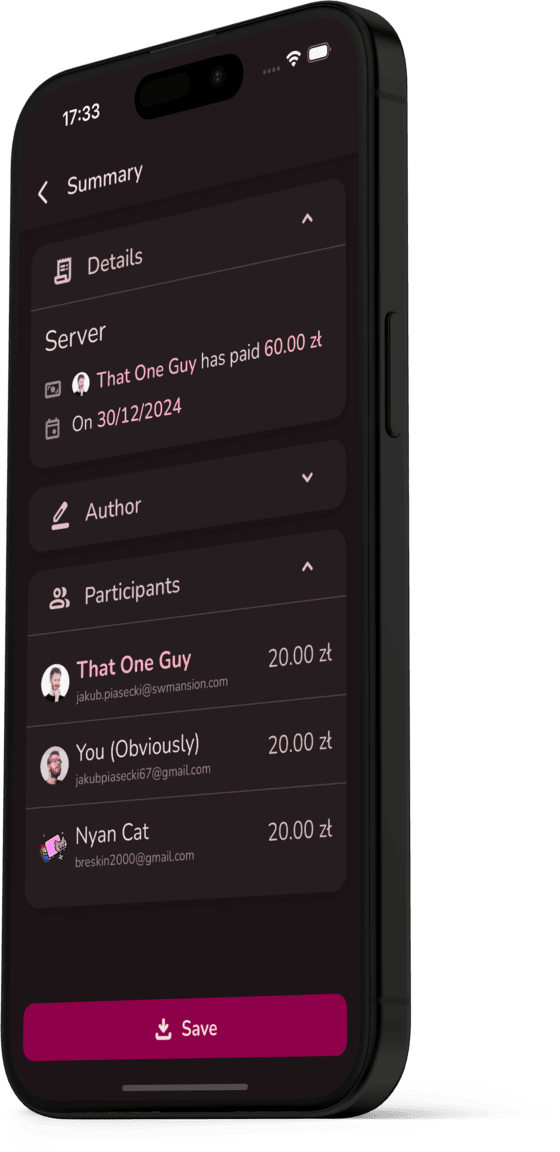 17:33
Summary
Details
Server
That One Guy has paid 60.00 zł
On 30/12/2024
Author
Participants
That One Guy
20.00 zł
jakub.piasecki@swmansion.com
You (Obviously)
20.00 zł
jakubpiasecki67@gmail.com
Nyan Cat
20.00 zł
breskin2000@gmail.com
Save